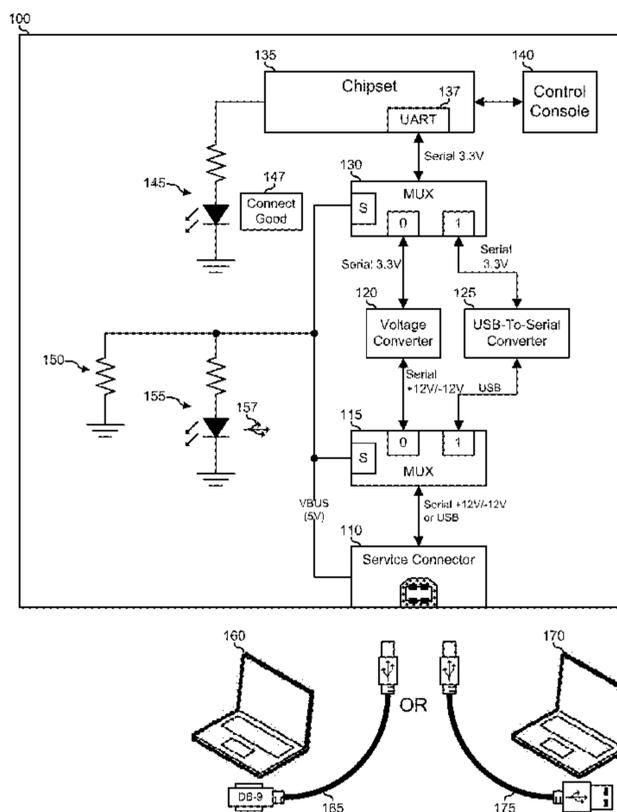 100
135
Chipset
137
UART
140
Control
Console
Serial 3.3V
130
MUX
S
0
1
145
147
Connect
Good
Serial 3.3V
Serial
3.3V
120
Voltage
Converter
125
USB-To-Serial
Converter
150
155
157
Serial
+12V/-12V
USB
115
0
1
S
MUX
VBUS
(5V)
Serial +12V/-12V
or USB
110
Service Connector
160
170
OR
DB-9
165
175